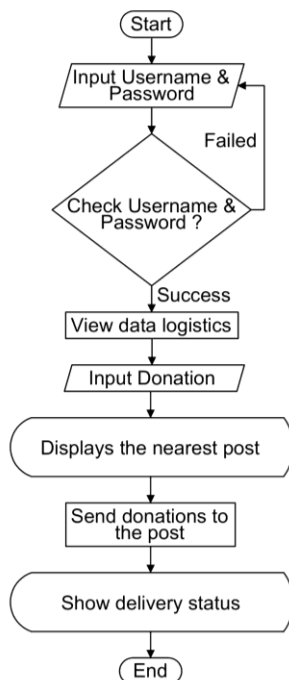 Start
Input Username &
Password
Failed
Check Username &
Password ?
Success
View data logistics
Input Donation
Displays the nearest post
Send donations to
the post
Show delivery status
End